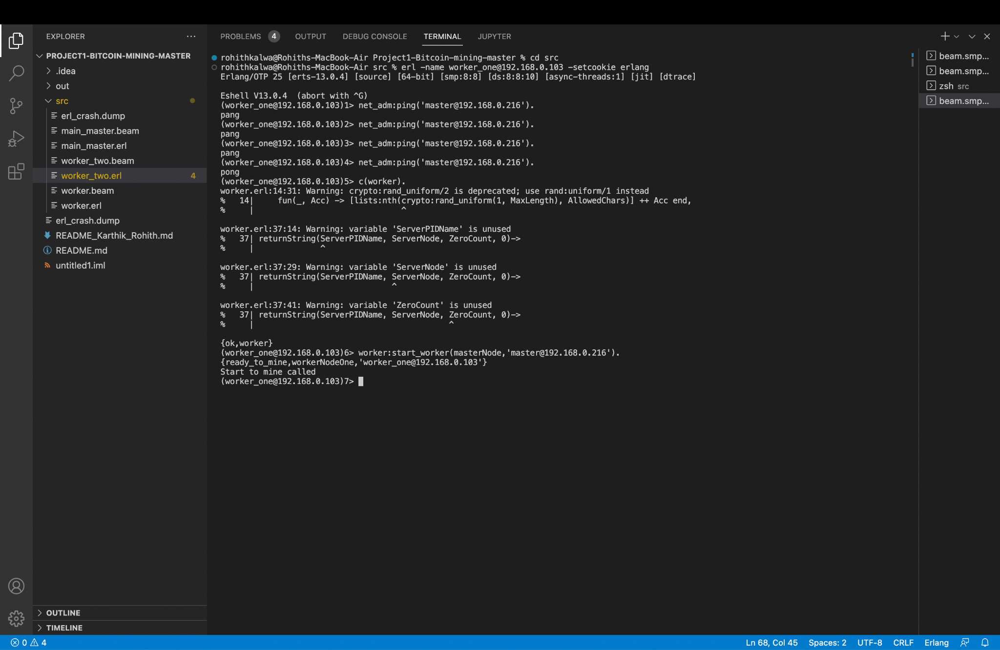 EXPLORER
PROJECT1-BITCOIN-MINING-MASTER
.idea
out
src
erl_crash.dump
main_master.beam
main_master.erl
worker_two.beam
worker_two.erl 4
worker.beam
worker.erl
erl_crash.dump
README_Karthik_Rohith.md
README.md
untitled1.iml
OUTLINE
TIMELINE
PROBLEMS 4 OUTPUT DEBUG CONSOLE TERMINAL JUPYTER
rohithkalwa@Rohiths-MacBook-Air Project1-Bitcoin-mining-master % cd src
rohithkalwa@Rohiths-MacBook-Air src % erl -name worker_one@192.168.0.103 -setcookie erlang
Erlang/OTP 25 [erts-13.0.4] [source] [64-bit] [smp:8:8] [ds:8:8:10] [async-threads:1] [jit] [dtrace]
Eshell V13.0.4  (abort with ^G)
(worker_one@192.168.0.103)1> net_adm:ping('master@192.168.0.216').
pang
(worker_one@192.168.0.103)2> net_adm:ping('master@192.168.0.216').
pang
(worker_one@192.168.0.103)3> net_adm:ping('master@192.168.0.216').
pang
(worker_one@192.168.0.103)4> net_adm:ping('master@192.168.0.216').
pong
(worker_one@192.168.0.103)5> c(worker).
worker.erl:14:31: Warning: crypto:rand_uniform/2 is deprecated; use rand:uniform/1 instead
%   14|     fun(_, Acc) -> [lists:nth(crypto:rand_uniform(1, MaxLength), AllowedChars)] ++ Acc end,
%     |                               ^
worker.erl:37:14: Warning: variable 'ServerPIDName' is unused
%   37| returnString(ServerPIDName, ServerNode, ZeroCount, 0)->
%     |              ^
worker.erl:37:29: Warning: variable 'ServerNode' is unused
%   37| returnString(ServerPIDName, ServerNode, ZeroCount, 0)->
%     |                             ^
worker.erl:37:41: Warning: variable 'ZeroCount' is unused
%   37| returnString(ServerPIDName, ServerNode, ZeroCount, 0)->
%     |                                         ^
{ok,worker}
(worker_one@192.168.0.103)6> worker:start_worker(masterNode,'master@192.168.0.216').
{ready_to_mine,workerNodeOne,'worker_one@192.168.0.103'}
Start to mine called
(worker_one@192.168.0.103)7>
beam.smp...
beam.smp...
zsh src
beam.smp...
0 4 Ln 68, Col 45 Spaces: 2 UTF-8 CRLF Erlang